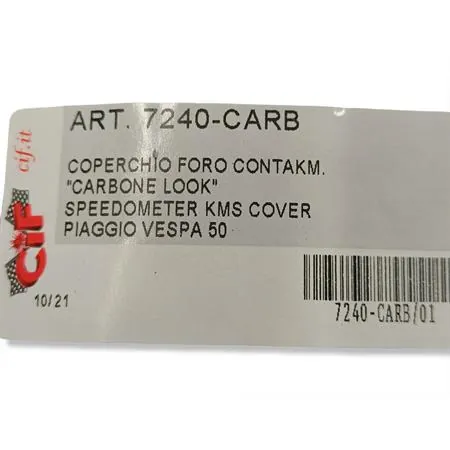 ART. 7240-CARB
COPERCHIO FORO CONTAKM.
"CARBONE LOOK"
SPEEDOMETER KMS COVER
PIAGGIO VESPA 50
cif.it
CIF
10/21
7240-CARB/01